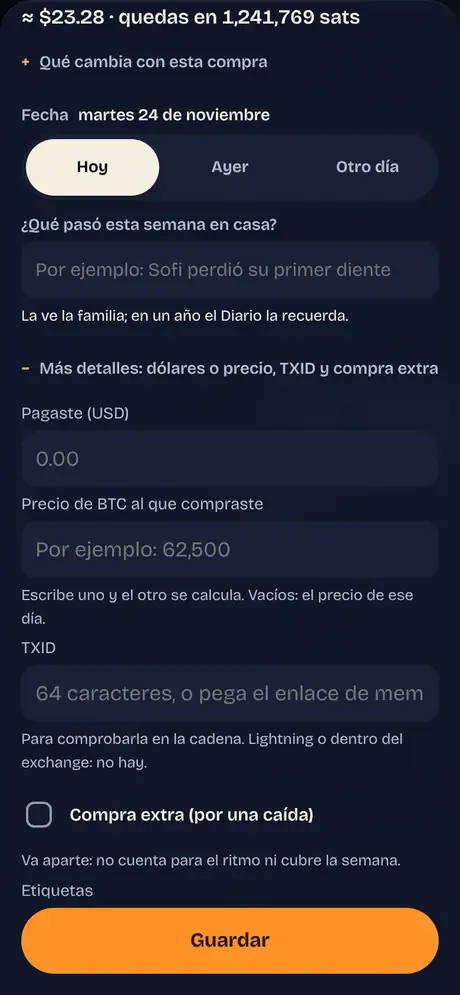 ≈ $23.28 · quedas en 1,241,769 sats
+ Qué cambia con esta compra
Fecha martes 24 de noviembre
Hoy Ayer Otro día
¿Qué pasó esta semana en casa?
Por ejemplo: Sofi perdió su primer diente
La ve la familia; en un año el Diario la recuerda.
− Más detalles: dólares o precio, TXID y compra extra
Pagaste (USD)
0.00
Precio de BTC al que compraste
Por ejemplo: 62,500
Escribe uno y el otro se calcula. Vacíos: el precio de ese
día.
TXID
64 caracteres, o pega el enlace de mem
Para comprobarla en la cadena. Lightning o dentro del
exchange: no hay.
Compra extra (por una caída)
Va aparte: no cuenta para el ritmo ni cubre la semana.
Etiquetas
Guardar